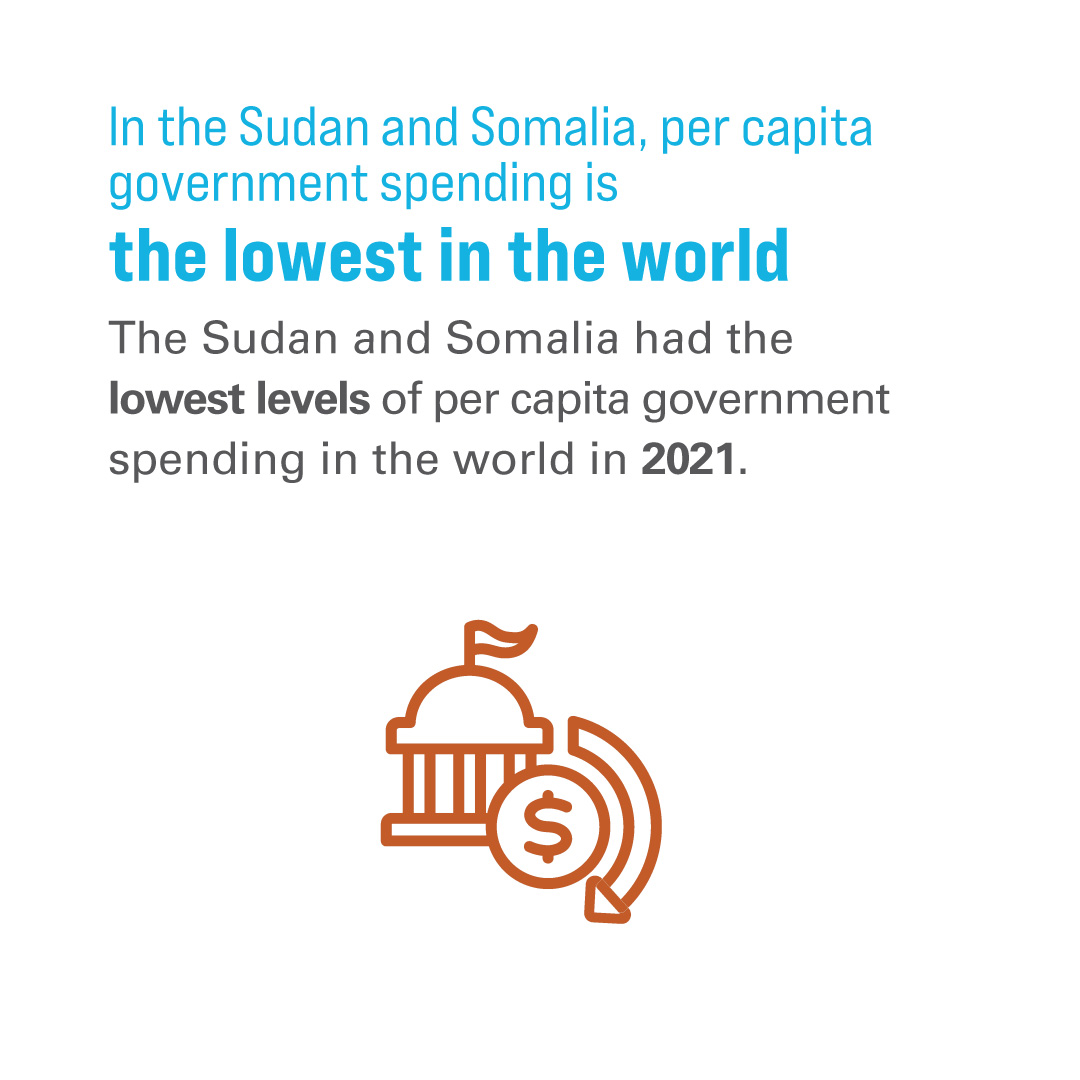 In the Sudan and Somalia, per capita
government spending is
the lowest in the world
The Sudan and Somalia had the
lowest levels of per capita government
spending in the world in 2021.
$